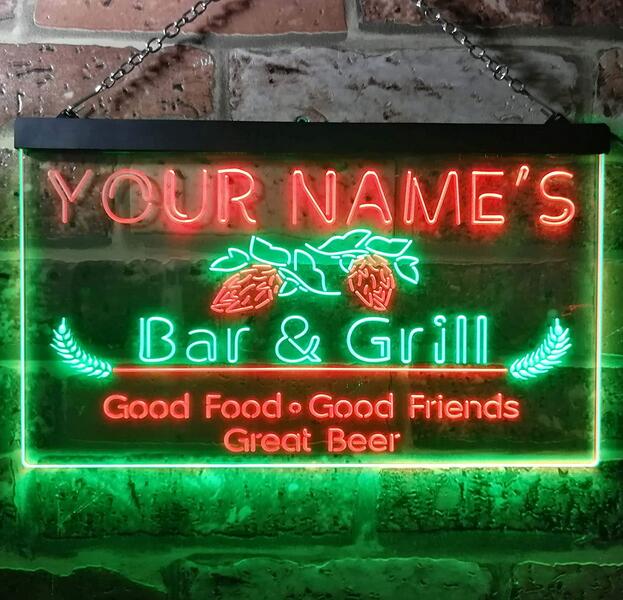 YOUR NAME'S
Bar & Grill
Good Food • Good Friends
Great Beer